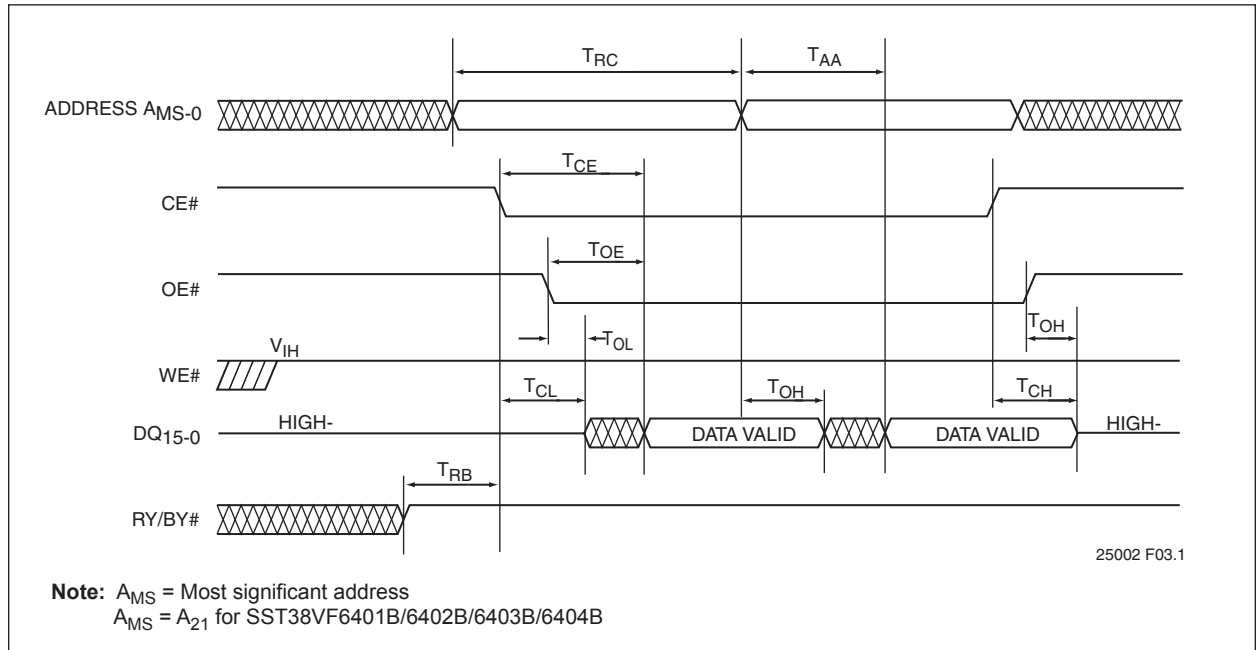 TRC TAA
ADDRESS AMS-0
TCE
CE#
TOE
OE#
TOH
TOL
VIH
WE#
TCL TOH TCH
DQ15-0 HIGH- DATA VALID DATA VALID HIGH-
TRB
RY/BY#
25002 F03.1
Note: AMS = Most significant address
AMS = A21 for SST38VF6401B/6402B/6403B/6404B